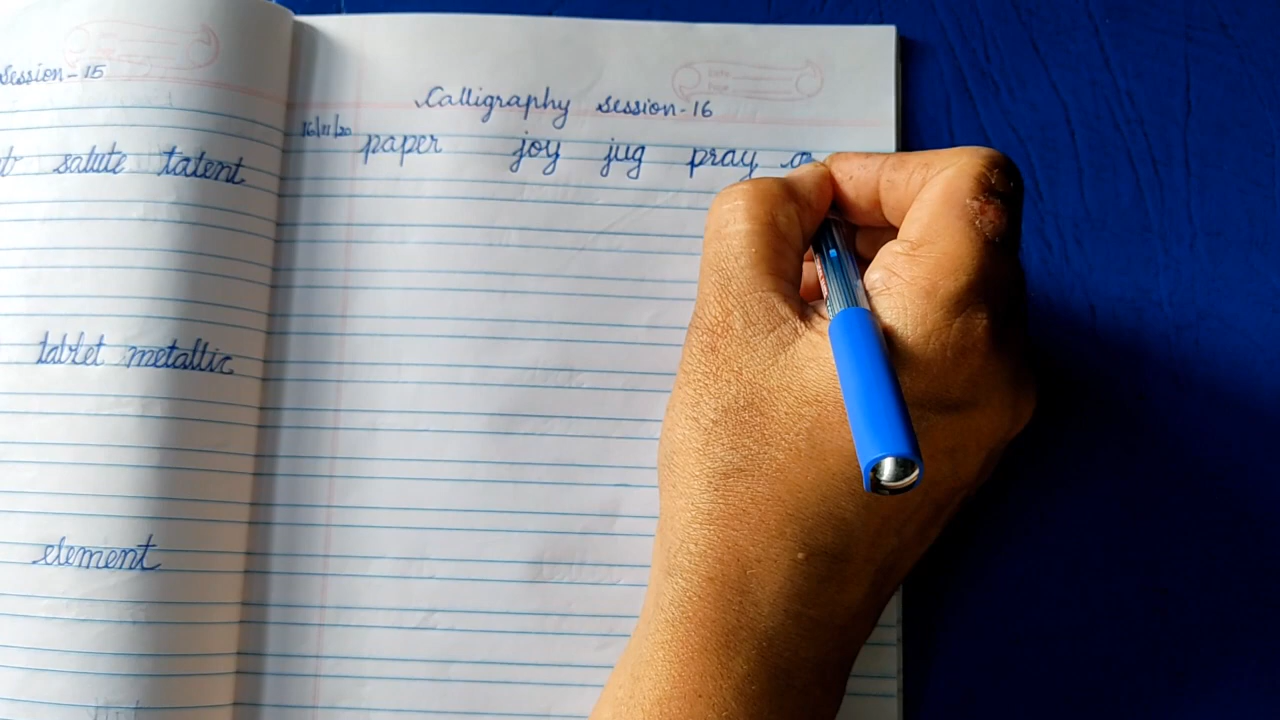 Session-15
salute talent
tablet metallic
element
Calligraphy session-16
16/11/20 paper joy jug pray